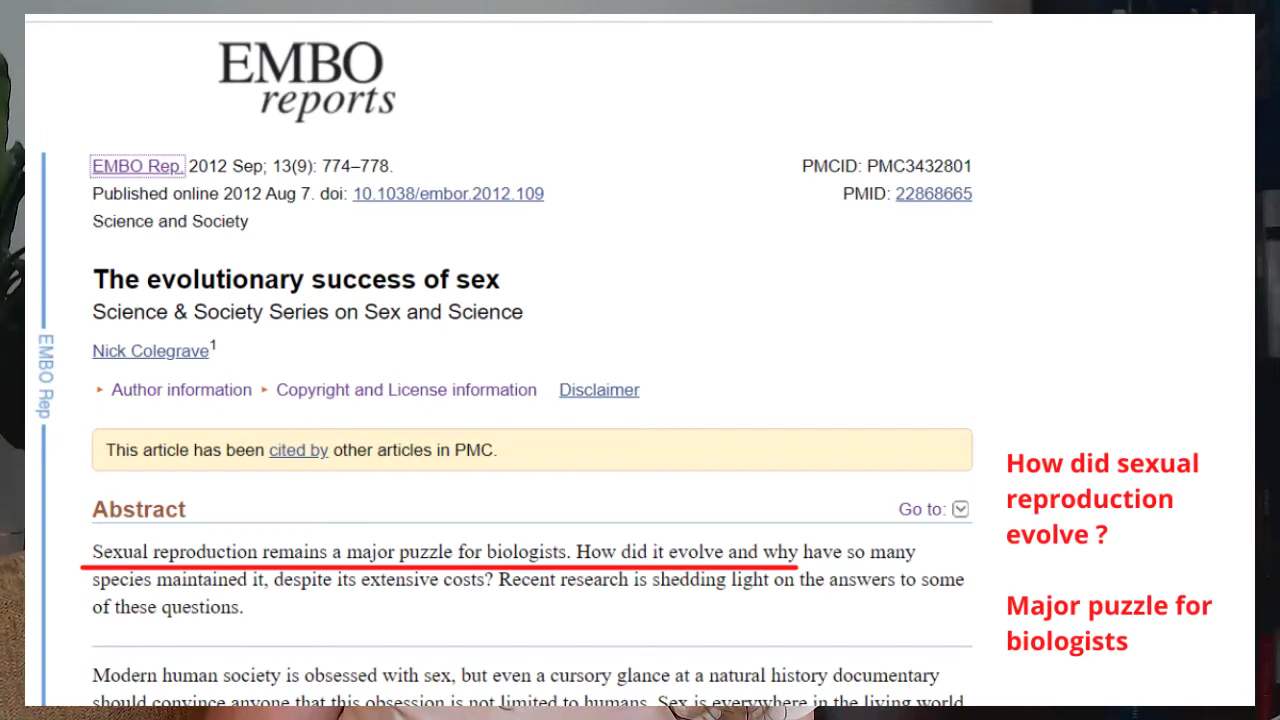 EMBO
reports
EMBO Rep. 2012 Sep; 13(9): 774–778.
PMCID: PMC3432801
Published online 2012 Aug 7. doi: 10.1038/embor.2012.109
PMID: 22868665
Science and Society
The evolutionary success of sex
Science & Society Series on Sex and Science
Nick Colegrave1
Author information Copyright and License information Disclaimer
EMBO Rep
This article has been cited by other articles in PMC.
Abstract
Go to:
Sexual reproduction remains a major puzzle for biologists. How did it evolve and why have so many
species maintained it, despite its extensive costs? Recent research is shedding light on the answers to some
of these questions.
Modern human society is obsessed with sex, but even a cursory glance at a natural history documentary
should convince anyone that this obsession is not limited to humans. Sex is everywhere in the living world,
How did sexual
reproduction
evolve ?
Major puzzle for
biologists